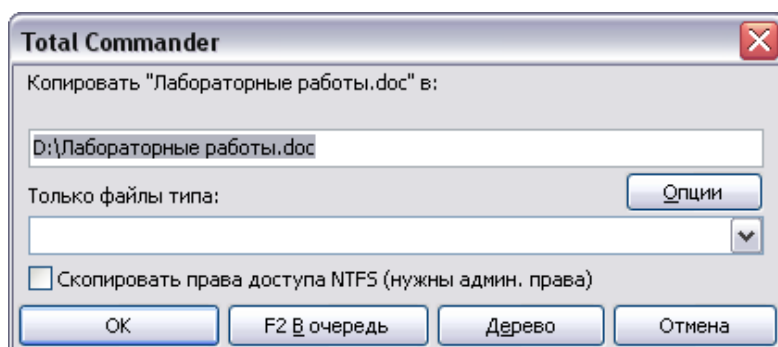 Total Commander
Копировать "Лабораторные работы.doc" в:
D:\Лабораторные работы.doc
Опции
Только файлы типа:
Скопировать права доступа NTFS (нужны админ. права)
OK F2 В очередь Дерево Отмена